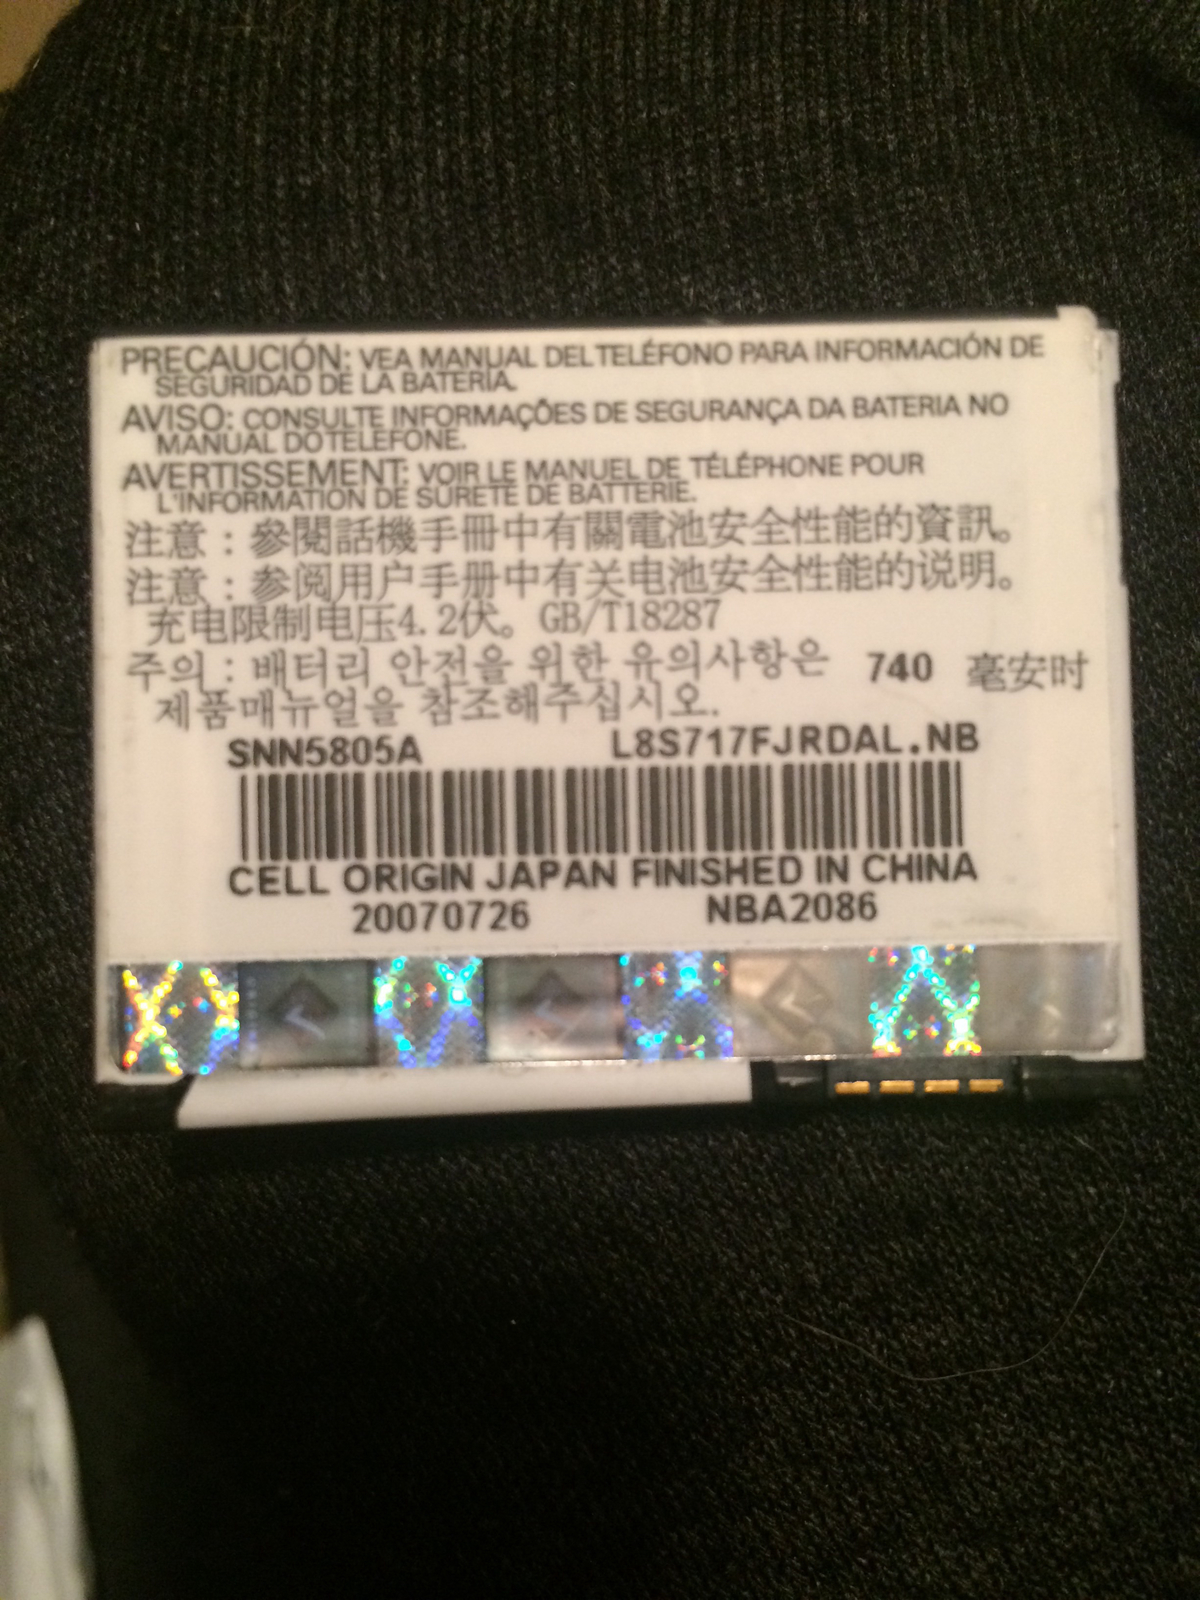 PRECAUCIÓN: VEA MANUAL DEL TELÉFONO PARA INFORMACIÓN DE
SEGURIDAD DE LA BATERÍA.
AVISO: CONSULTE INFORMAÇÕES DE SEGURANÇA DA BATERIA NO
MANUAL DO TELEFONE.
AVERTISSEMENT: VOIR LE MANUEL DE TÉLÉPHONE POUR
L'INFORMATION DE SÛRETÉ DE BATTERIE.
注意：參閱話機手冊中有關電池安全性能的資訊。
注意：参阅用户手册中有关电池安全性能的说明。
充电限制电压4.2伏。GB/T18287
주의：배터리 안전을 위한 유의사항은 740 毫安时
제품매뉴얼을 참조해주십시오.
SNN5805A L8S717FJRDAL.NB
CELL ORIGIN JAPAN FINISHED IN CHINA
20070726 NBA2086